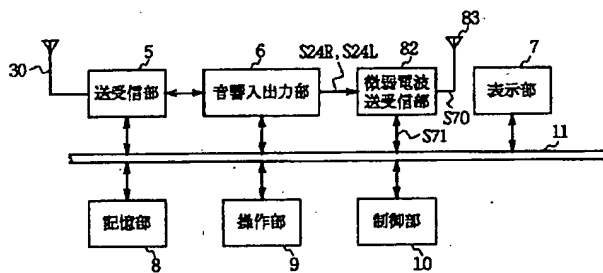 83
5
6
S24R, S24L
82
7
30
送受信部
音響入出力部
微弱電波
送受信部
表示部
S70
S71
11
記憶部
操作部
制御部
8
9
10